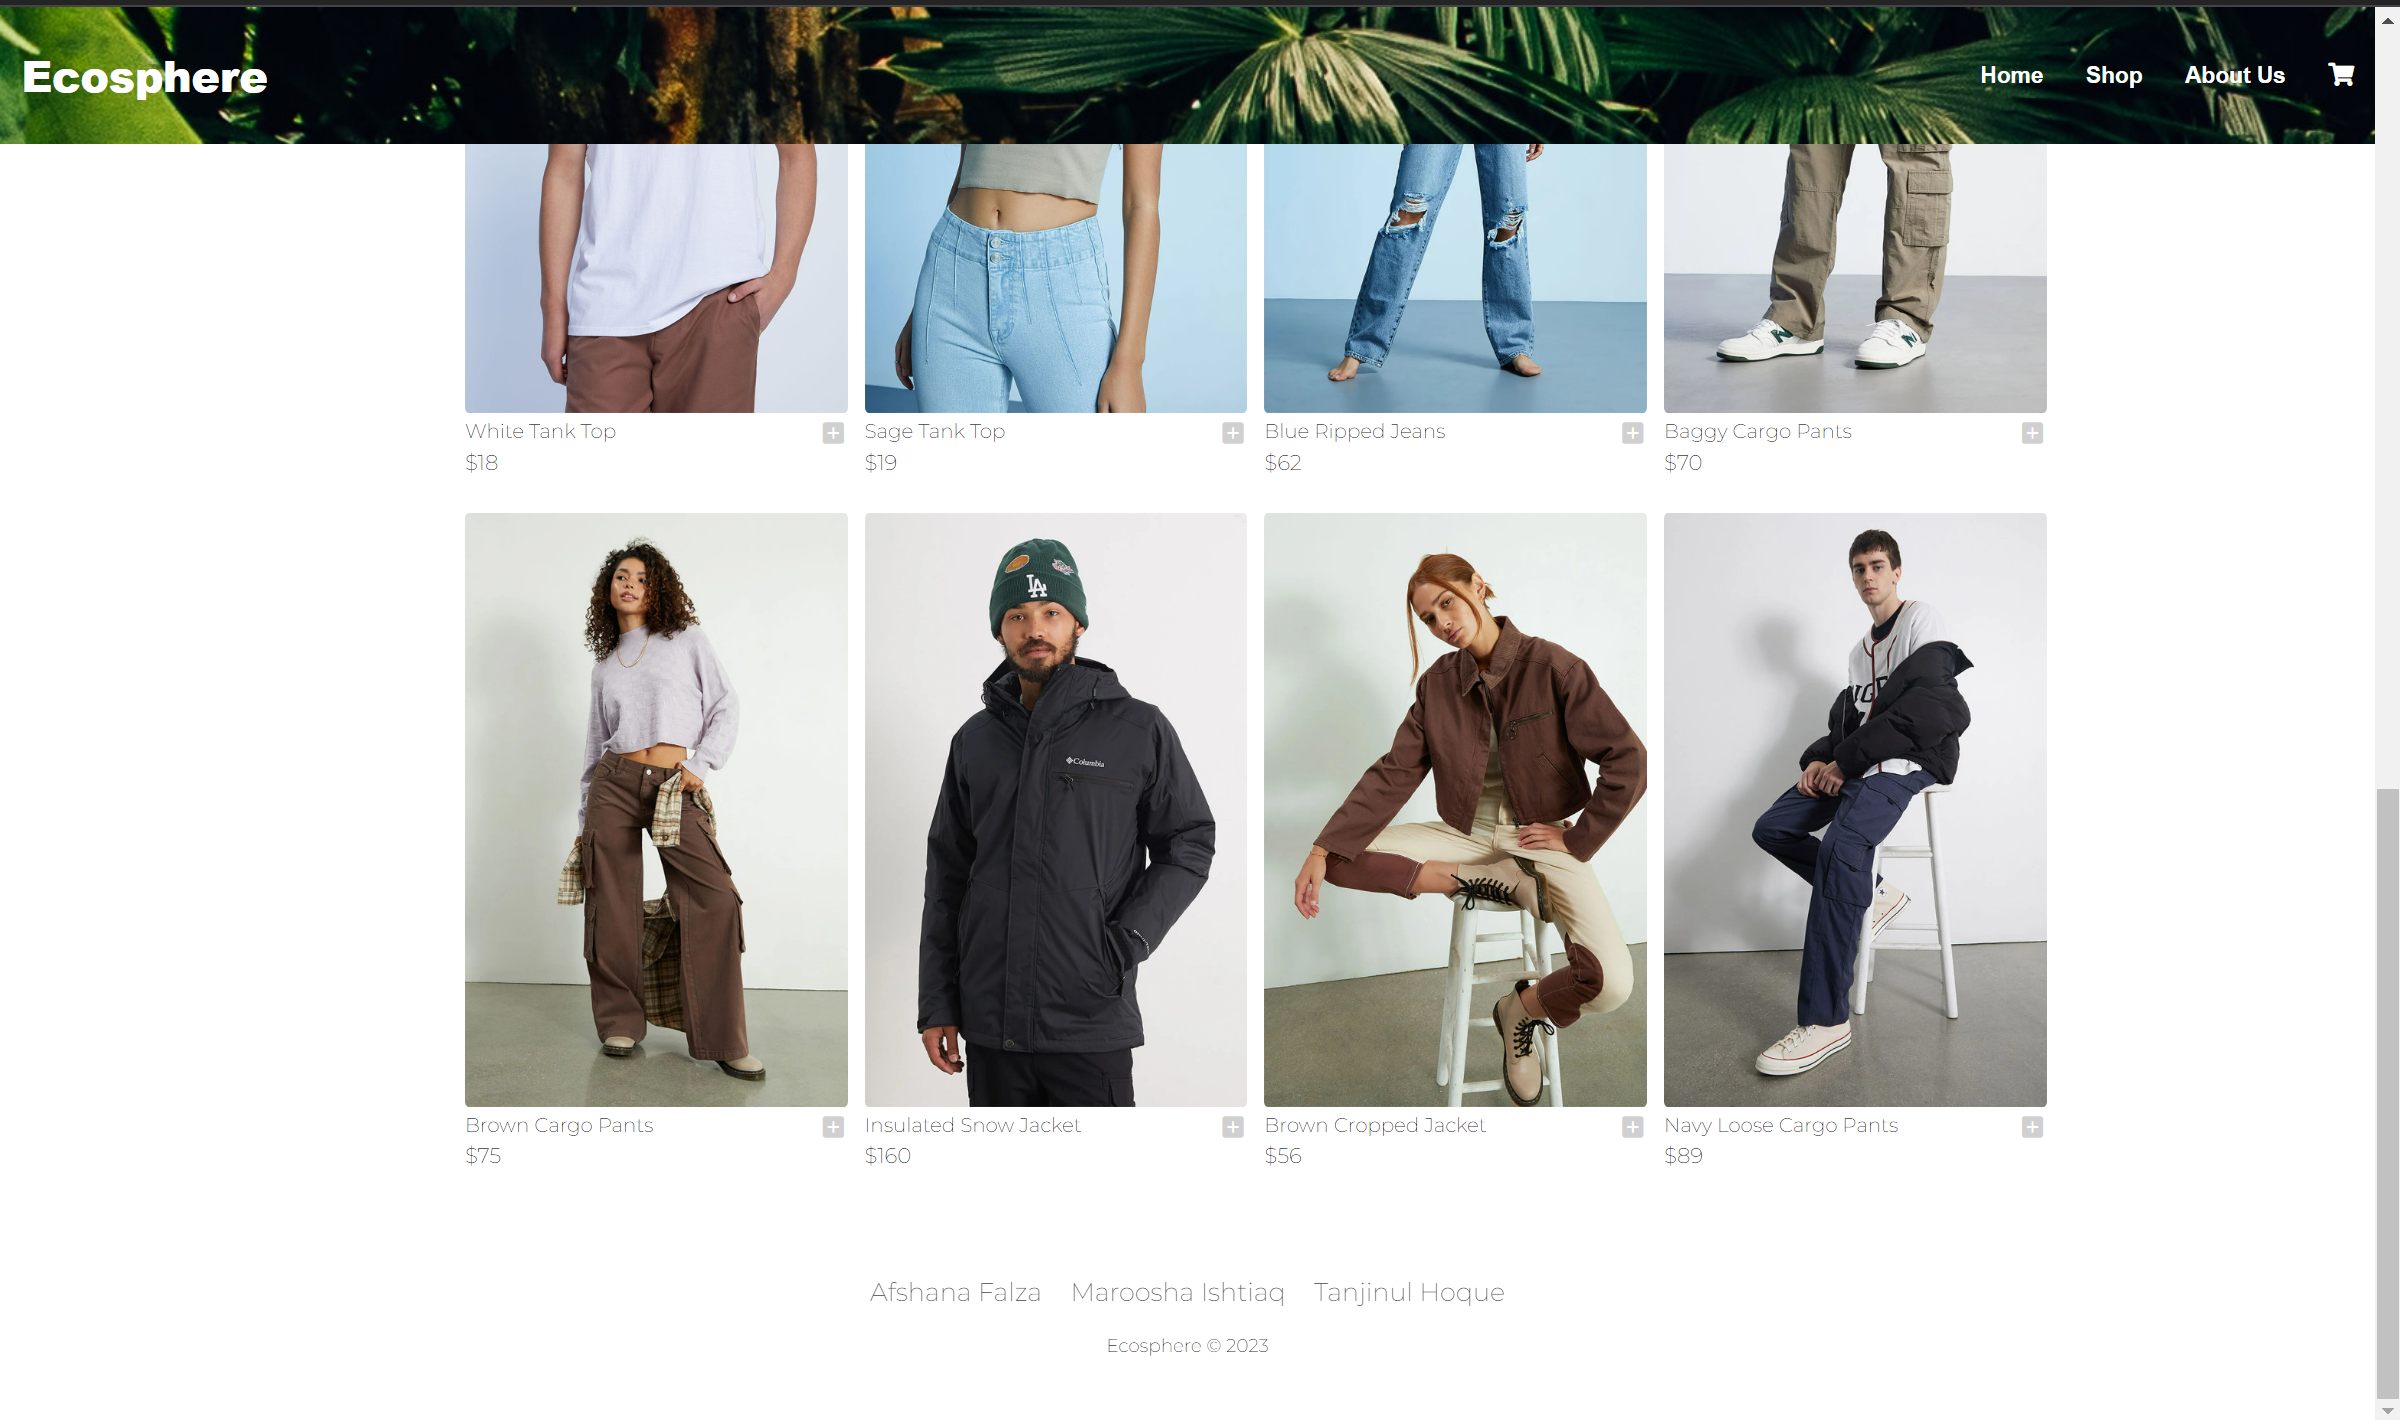 Ecosphere
Home Shop About Us
White Tank Top
$18
Sage Tank Top
$19
Blue Ripped Jeans
$62
Baggy Cargo Pants
$70
LA
Columbia
Brown Cargo Pants
$75
Insulated Snow Jacket
$160
Brown Cropped Jacket
$56
Navy Loose Cargo Pants
$89
Afshana Falza Maroosha Ishtiaq Tanjinul Hoque
Ecosphere © 2023